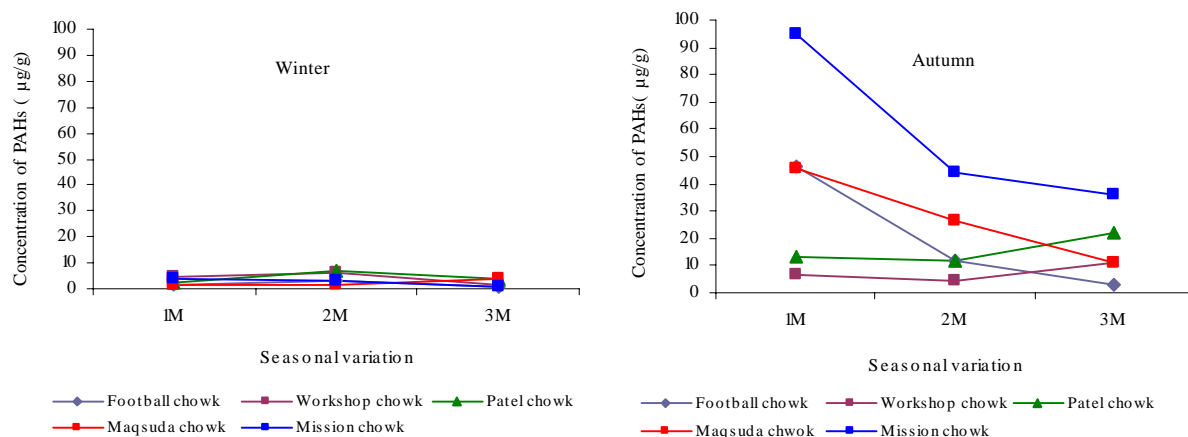 Concentration of PAHs ( µg/g)
100
90
80
70
60
50
40
30
20
10
0
Winter
1M 2M 3M
Seasonal variation
Football chowk Workshop chowk Patel chowk
Maqsuda chowk Mission chowk
Concentration of PAHs( µg/g)
100
90
80
70
60
50
40
30
20
10
0
Autumn
1M 2M 3M
Seasonal variation
Football chowk Workshop chowk Patel chowk
Maqsuda chwok Mission chowk